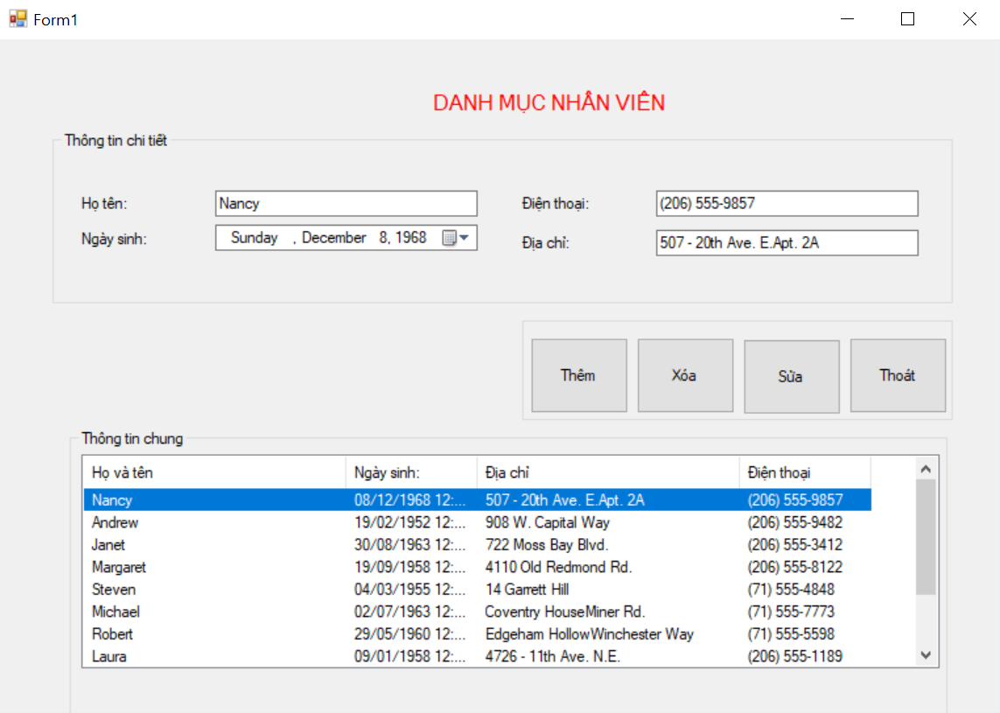 Form1
DANH MỤC NHÂN VIÊN
Thông tin chi tiết
Họ tên: Nancy Điện thoại: (206) 555-9857
Ngày sinh: Sunday , December 8, 1968 Địa chỉ: 507 - 20th Ave. E.Apt. 2A
Thêm Xóa Sửa Thoát
Thông tin chung
Họ và tên Ngày sinh: Địa chỉ Điện thoại
Nancy 08/12/1968 12:... 507 - 20th Ave. E.Apt. 2A (206) 555-9857
Andrew 19/02/1952 12:... 908 W. Capital Way (206) 555-9482
Janet 30/08/1963 12:... 722 Moss Bay Blvd. (206) 555-3412
Margaret 19/09/1958 12:... 4110 Old Redmond Rd. (206) 555-8122
Steven 04/03/1955 12:... 14 Garrett Hill (71) 555-4848
Michael 02/07/1963 12:... Coventry HouseMiner Rd. (71) 555-7773
Robert 29/05/1960 12:... Edgeham HollowWinchester Way (71) 555-5598
Laura 09/01/1958 12:... 4726 - 11th Ave. N.E. (206) 555-1189